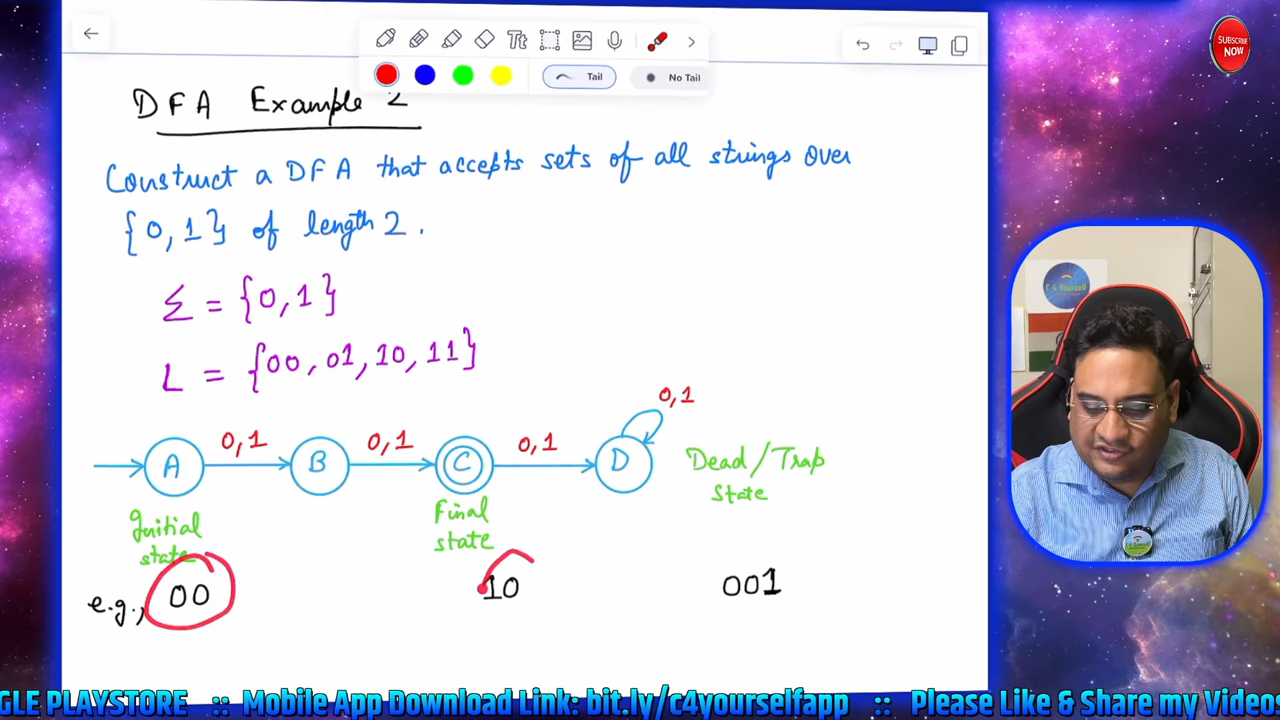 Tt
Tail
No Tail
SUBSCRIBE
NOW
DFA Example 2
Construct a DFA that accepts sets of all strings over
{0,1} of length 2.
Σ = {0,1}
L = {00, 01, 10, 11}
0,1
0,1 0,1 0,1
A B C D
Dead/Trap
State
Initial
state
Final
state
e.g., 00 10 001
C 4 Yourself
GLE PLAYSTORE :: Mobile App Download Link: bit.ly/c4yourselfapp :: Please Like & Share my Videos